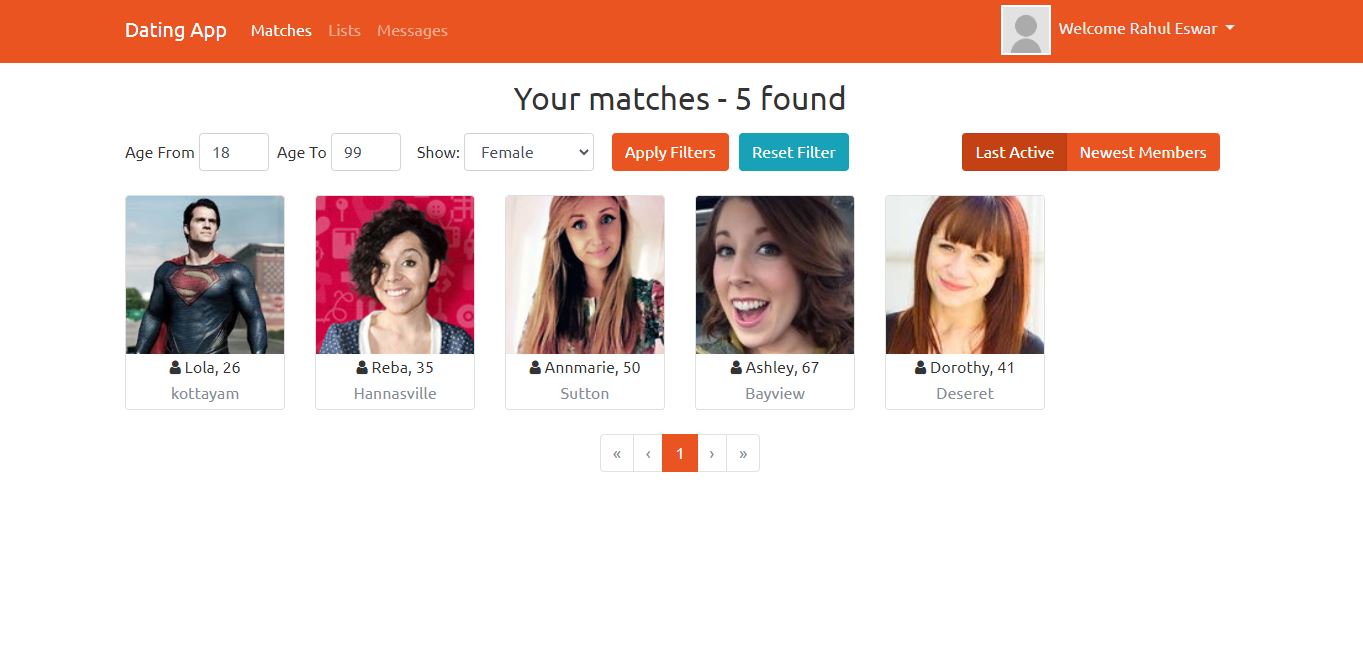 Dating App Matches Lists Messages Welcome Rahul Eswar
Your matches - 5 found
Age From 18 Age To 99 Show: Female Apply Filters Reset Filter Last Active Newest Members
Lola, 26
kottayam
Reba, 35
Hannasville
Annmarie, 50
Sutton
Ashley, 67
Bayview
Dorothy, 41
Deseret
« ‹ 1 › »